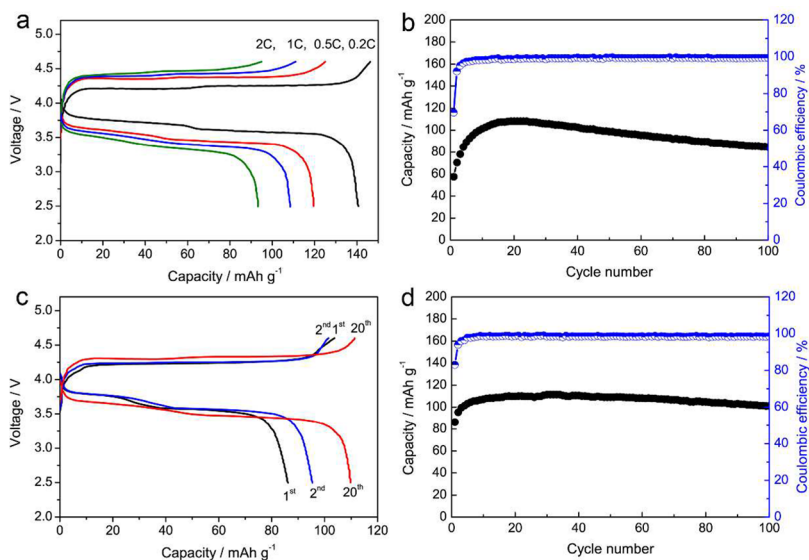 a
2C, 1C, 0.5C, 0.2C
5.0
4.5
4.0
3.5
3.0
2.5
2.0
Voltage / V
0 20 40 60 80 100 120 140
Capacity / mAh g-1
b
200
180
160
140
120
100
80
60
40
20
0
Capacity / mAh g-1
120
100
80
60
40
20
0
Coulombic efficiency / %
0 20 40 60 80 100
Cycle number
c
2nd 1st 20th
5.0
4.5
4.0
3.5
3.0
2.5
2.0
Voltage / V
1st 2nd 20th
0 20 40 60 80 100 120
Capacity / mAh g-1
d
200
180
160
140
120
100
80
60
40
20
0
Capacity / mAh g-1
120
100
80
60
40
20
0
Coulombic efficiency / %
0 20 40 60 80 100
Cycle number